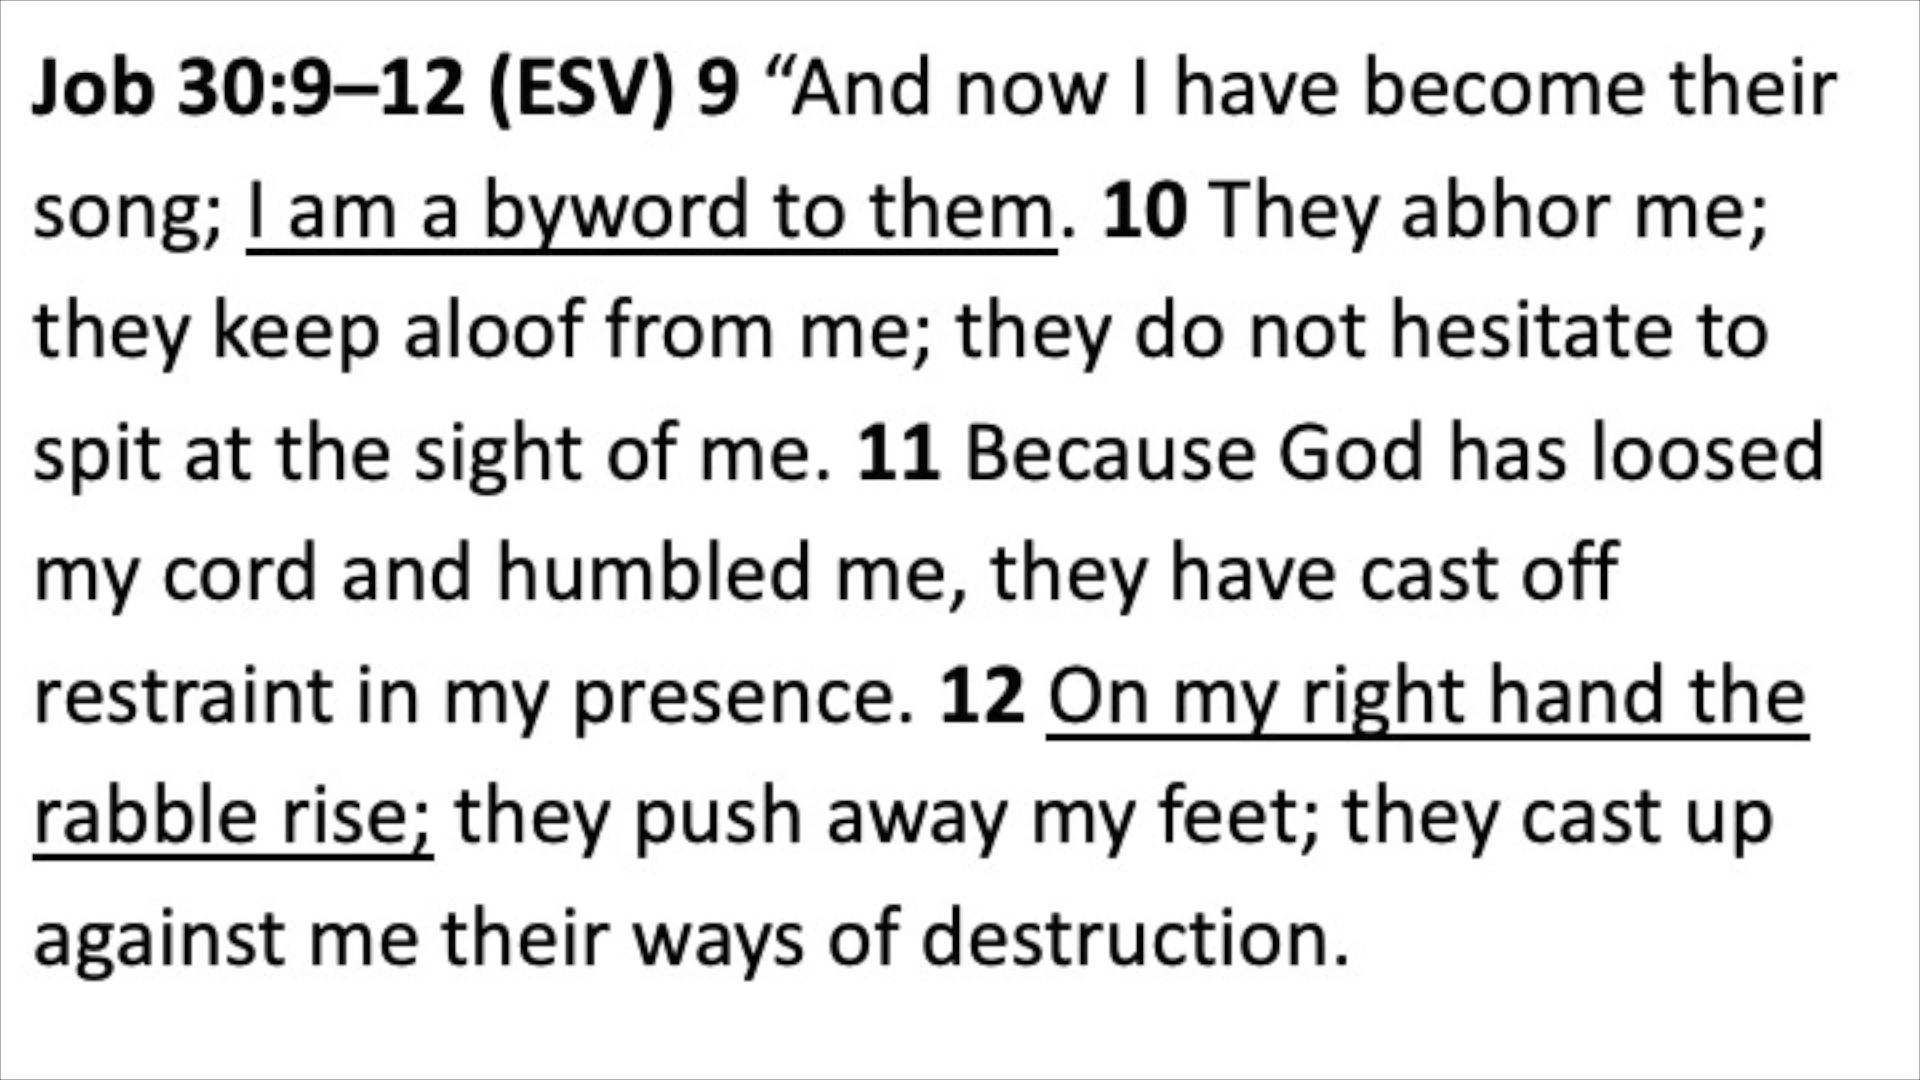 Job 30:9–12 (ESV) 9 “And now I have become their
song; I am a byword to them. 10 They abhor me;
they keep aloof from me; they do not hesitate to
spit at the sight of me. 11 Because God has loosed
my cord and humbled me, they have cast off
restraint in my presence. 12 On my right hand the
rabble rise; they push away my feet; they cast up
against me their ways of destruction.